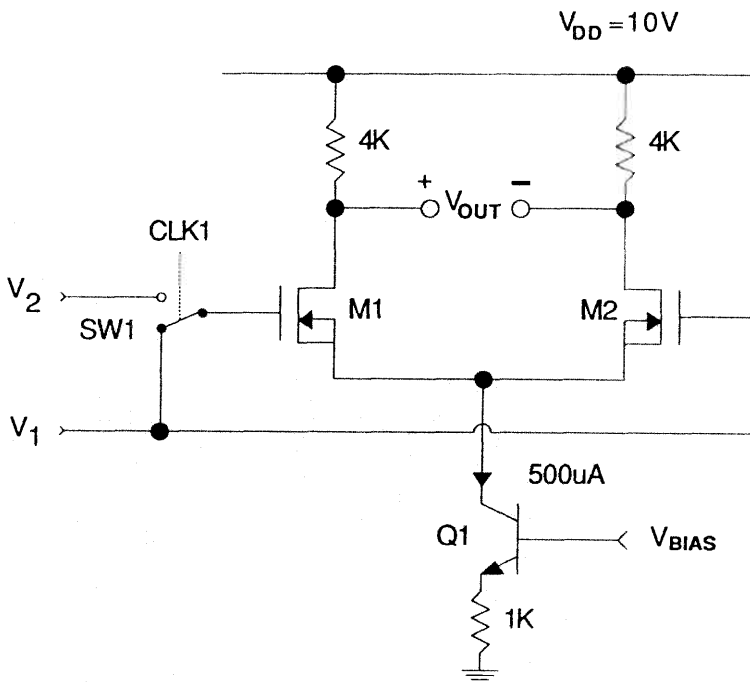 V_DD = 10V
4K
4K
+ V_OUT −
CLK1
V_2
SW1
M1
M2
V_1
500uA
Q1
V_BIAS
1K